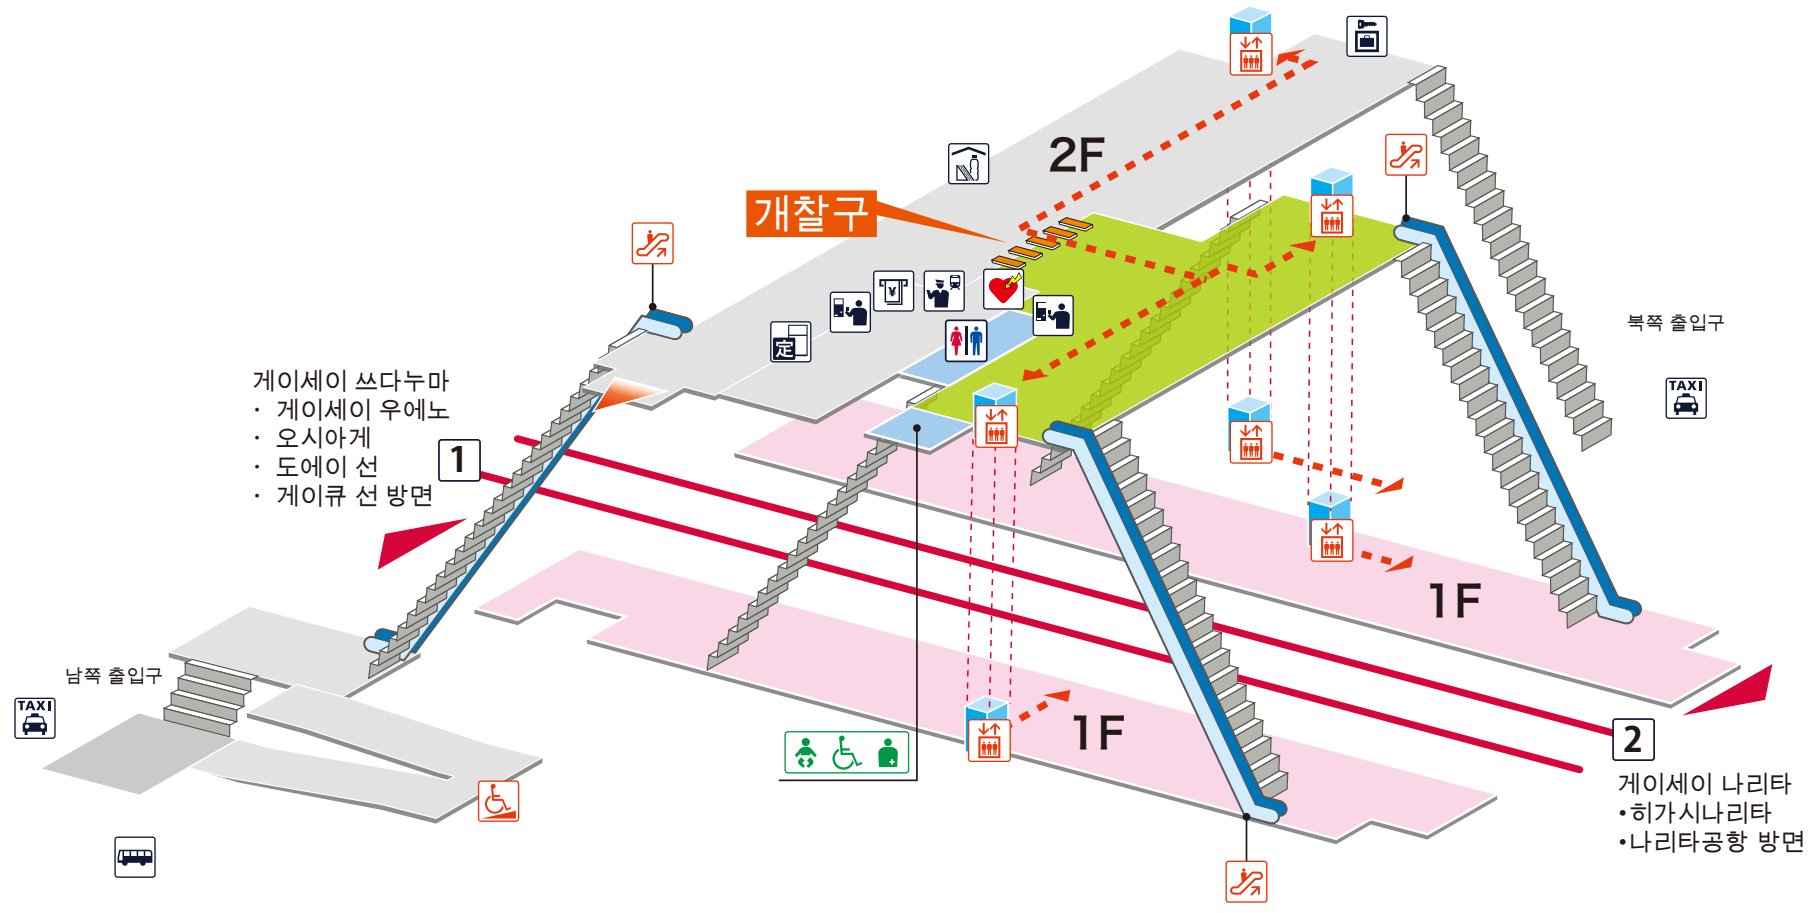 2F
개찰구
¥
定
북쪽 출입구
TAXI
게이세이 쓰다누마
· 게이세이 우에노
· 오시아게
· 도에이 선
· 게이큐 선 방면
1
1F
남쪽 출입구
TAXI
1F
2
게이세이 나리타
•히가시나리타
•나리타공항 방면